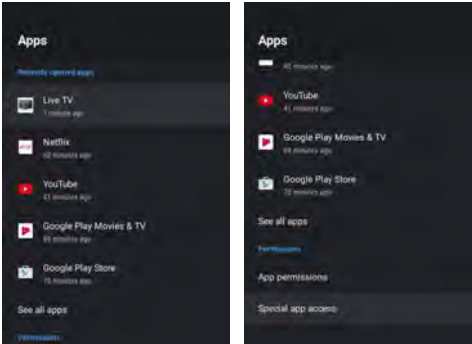 Apps
Recently opened apps
Live TV
1 minute ago
Netflix
40 minutes ago
YouTube
41 minutes ago
Google Play Movies & TV
69 minutes ago
Google Play Store
70 minutes ago
See all apps
Permissions
Apps
40 minutes ago
YouTube
41 minutes ago
Google Play Movies & TV
69 minutes ago
Google Play Store
70 minutes ago
See all apps
Permissions
App permissions
Special app access